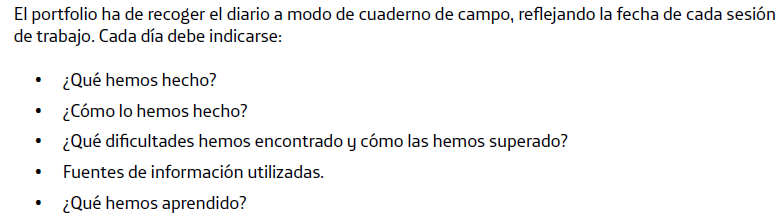 El portfolio ha de recoger el diario a modo de cuaderno de campo, reflejando la fecha de cada sesión
de trabajo. Cada día debe indicarse:
• ¿Qué hemos hecho?
• ¿Cómo lo hemos hecho?
• ¿Qué dificultades hemos encontrado y cómo las hemos superado?
• Fuentes de información utilizadas.
• ¿Qué hemos aprendido?